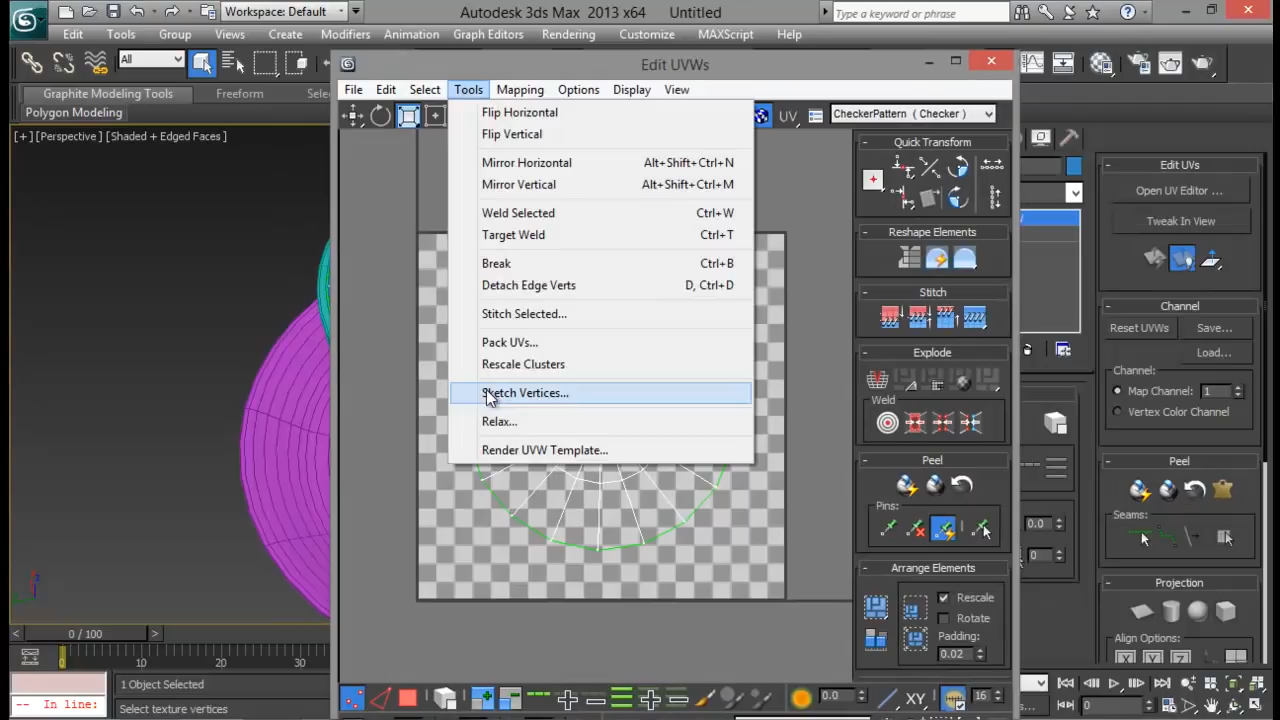 Workspace: Default
Autodesk 3ds Max  2013 x64     Untitled
Type a keyword or phrase
Edit
Tools
Group
Views
Create
Modifiers
Animation
Graph Editors
Rendering
Customize
MAXScript
Help
All
Graphite Modeling Tools
Freeform
Polygon Modeling
[ + ] [Perspective ] [Shaded + Edged Faces ]
Edit UVWs
File
Edit
Select
Tools
Mapping
Options
Display
View
UV
CheckerPattern  ( Checker )
Flip Horizontal
Flip Vertical
Mirror Horizontal Alt+Shift+Ctrl+N
Mirror Vertical Alt+Shift+Ctrl+M
Weld Selected Ctrl+W
Target Weld Ctrl+T
Break Ctrl+B
Detach Edge Verts D, Ctrl+D
Stitch Selected...
Pack UVs...
Rescale Clusters
Sketch Vertices...
Relax...
Render UVW Template...
Quick Transform
Reshape Elements
Stitch
Explode
Weld
Peel
Pins:
Arrange Elements
Rescale
Rotate
Padding:
0.02
0.0
XY
16
Edit UVs
Open UV Editor ...
Tweak In View
Channel
Reset UVWs
Save...
Load...
Channel:
Map Channel: 1
Vertex Color Channel
Peel
Seams:
0.0
0
Projection
Align Options:
X
Y
Z
0 / 100
0
10
20
30
1 Object Selected
Select texture vertices
-- In line:
0